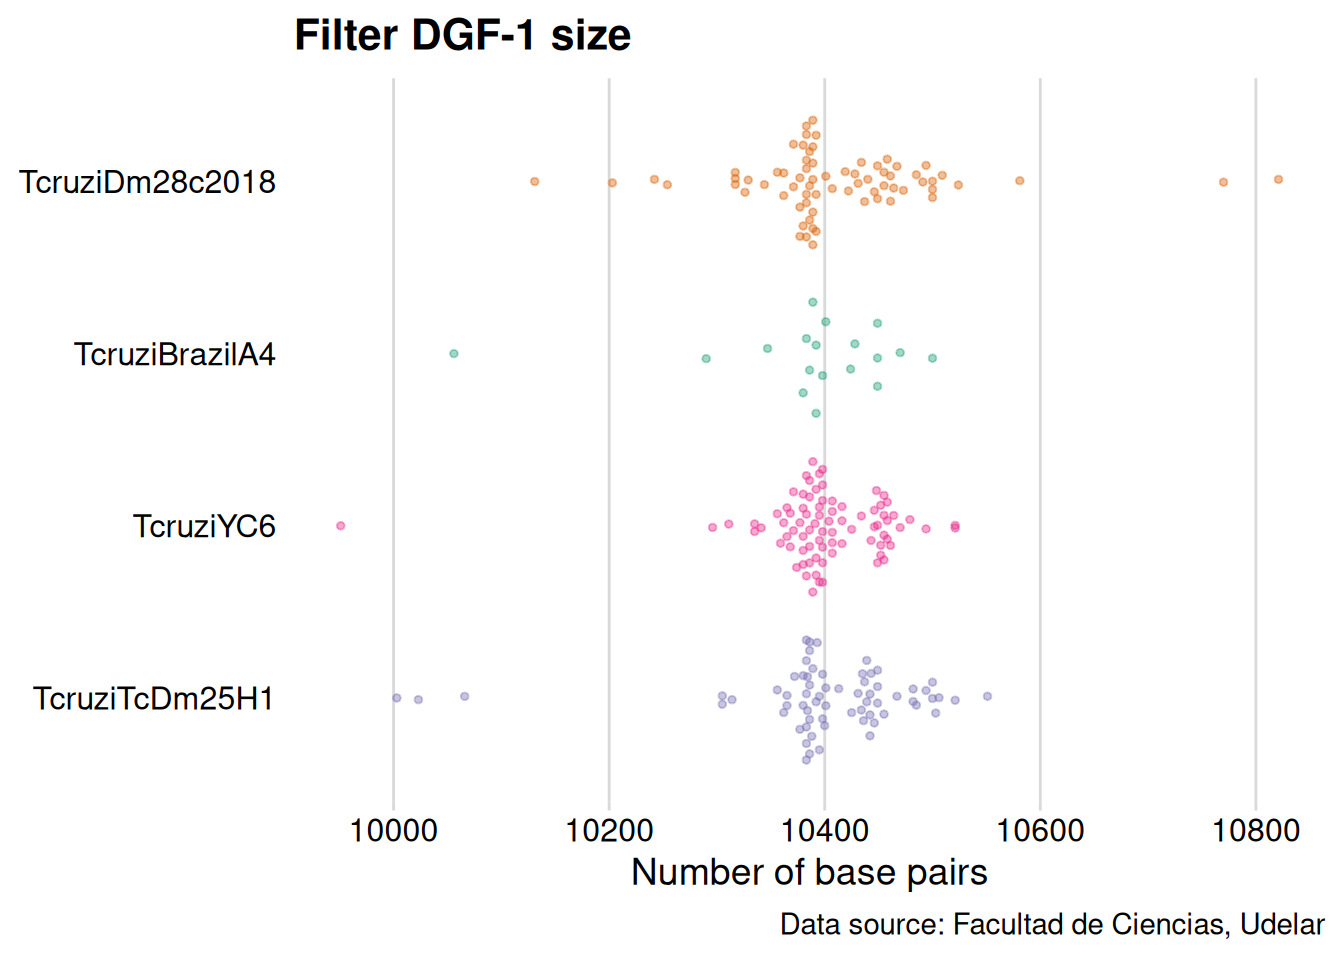 Filter DGF-1 size
TcruziDm28c2018
TcruziBrazilA4
TcruziYC6
TcruziTcDm25H1
10000 10200 10400 10600 10800
Number of base pairs
Data source: Facultad de Ciencias, Udelar